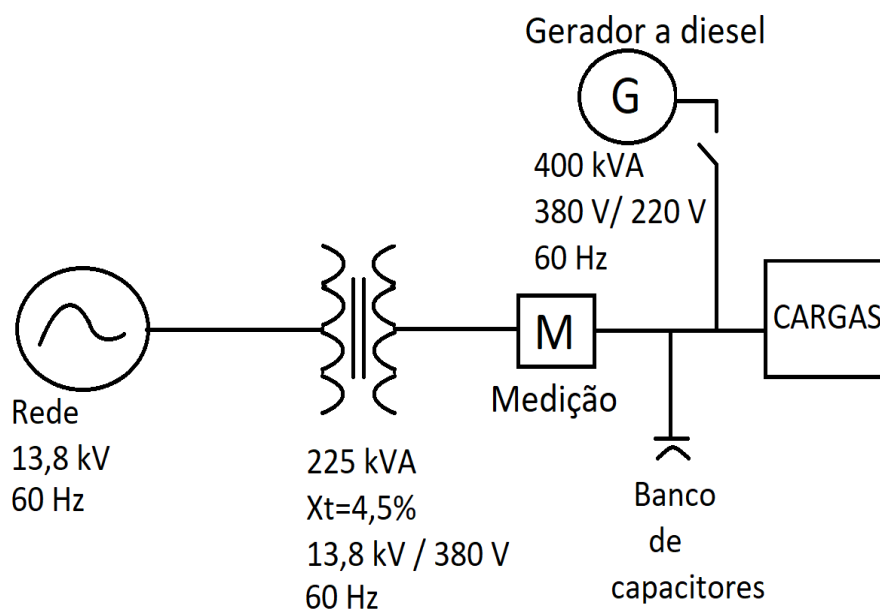 Gerador a diesel
G
400 kVA
380 V/ 220 V
60 Hz
CARGAS
M
Medição
Rede
13,8 kV
60 Hz
225 kVA
Xt=4,5%
13,8 kV / 380 V
60 Hz
Banco
de
capacitores